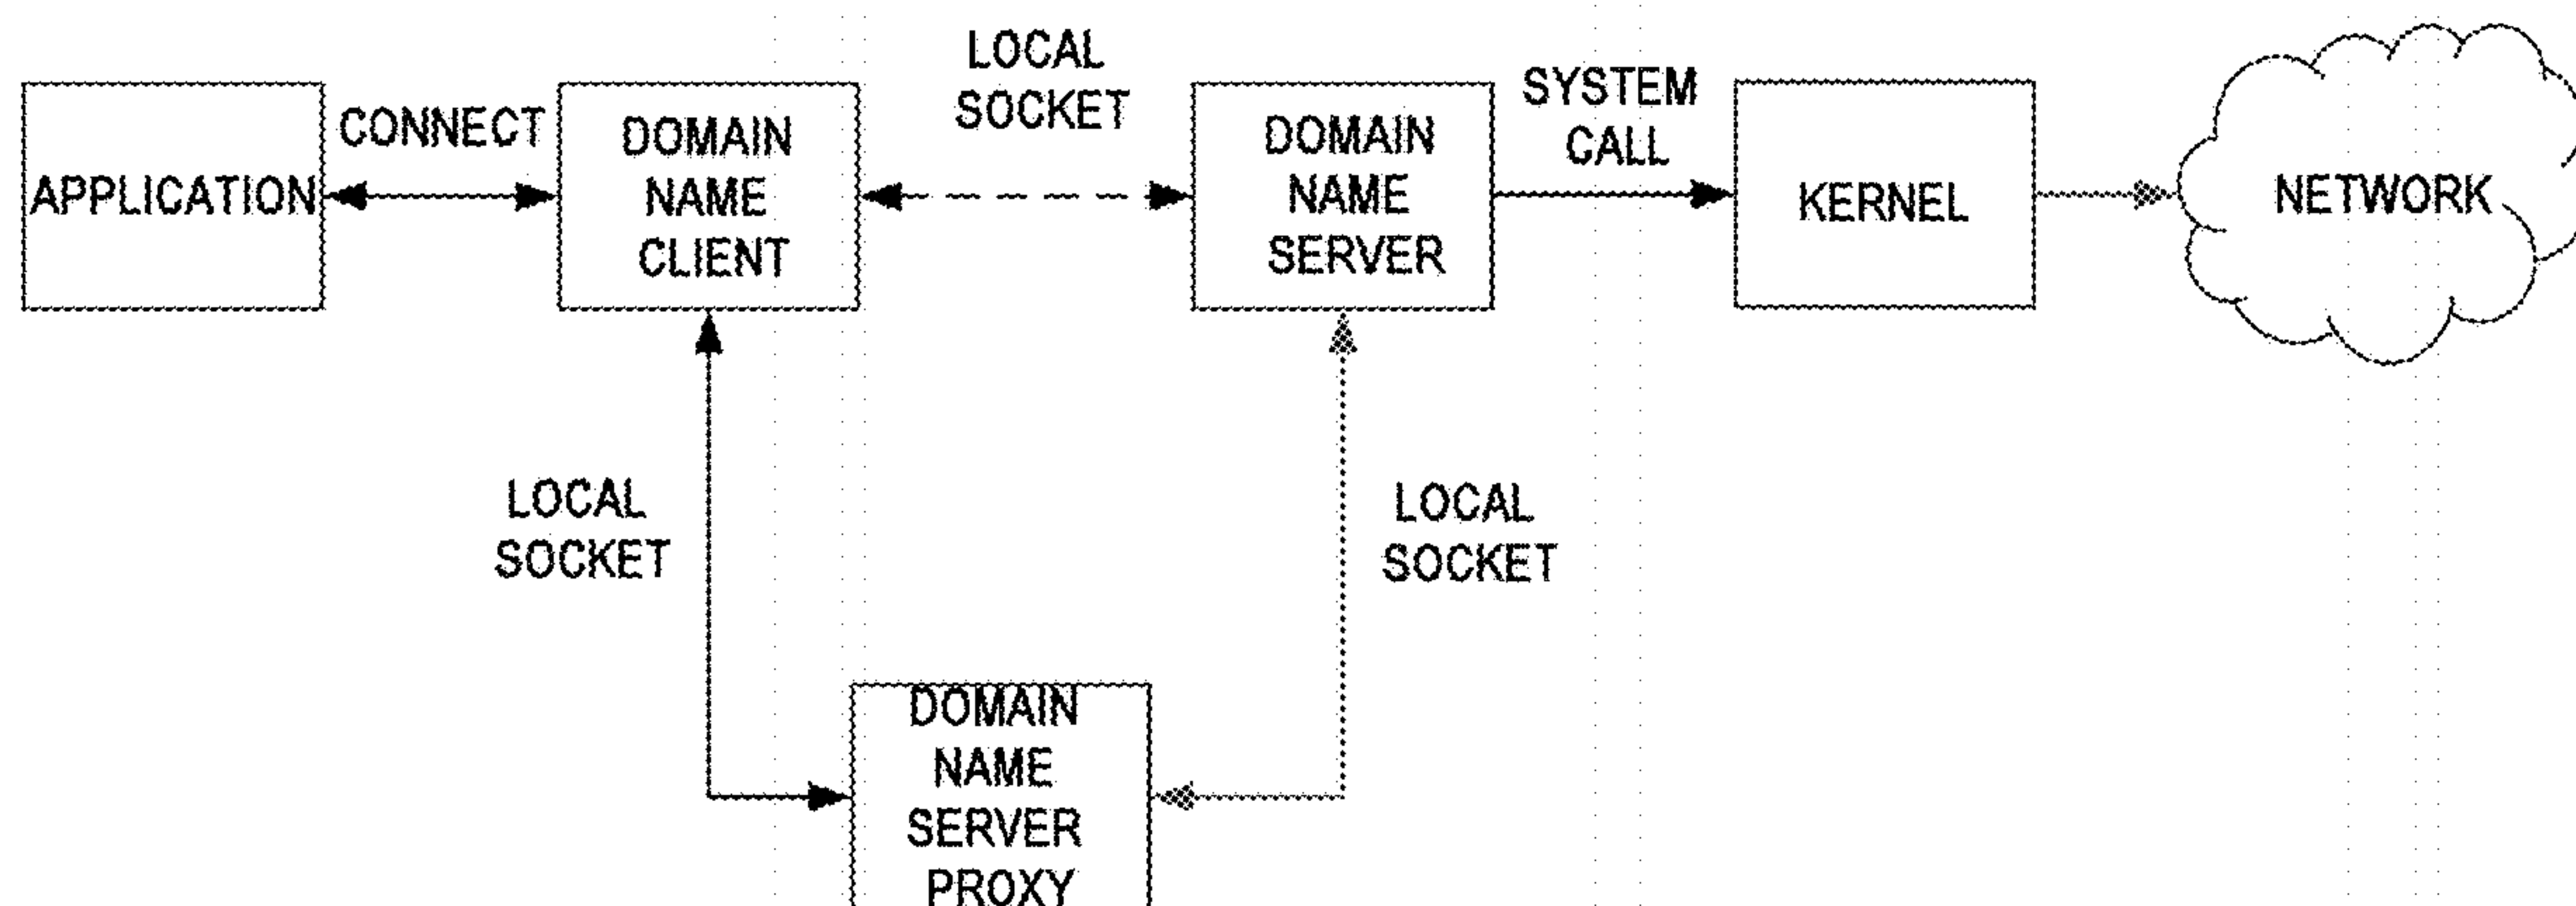 LOCAL
SOCKET
SYSTEM
CALL
CONNECT
APPLICATION
DOMAIN
NAME
CLIENT
DOMAIN
NAME
SERVER
KERNEL
NETWORK
LOCAL
SOCKET
LOCAL
SOCKET
DOMAIN
NAME
SERVER
PROXY